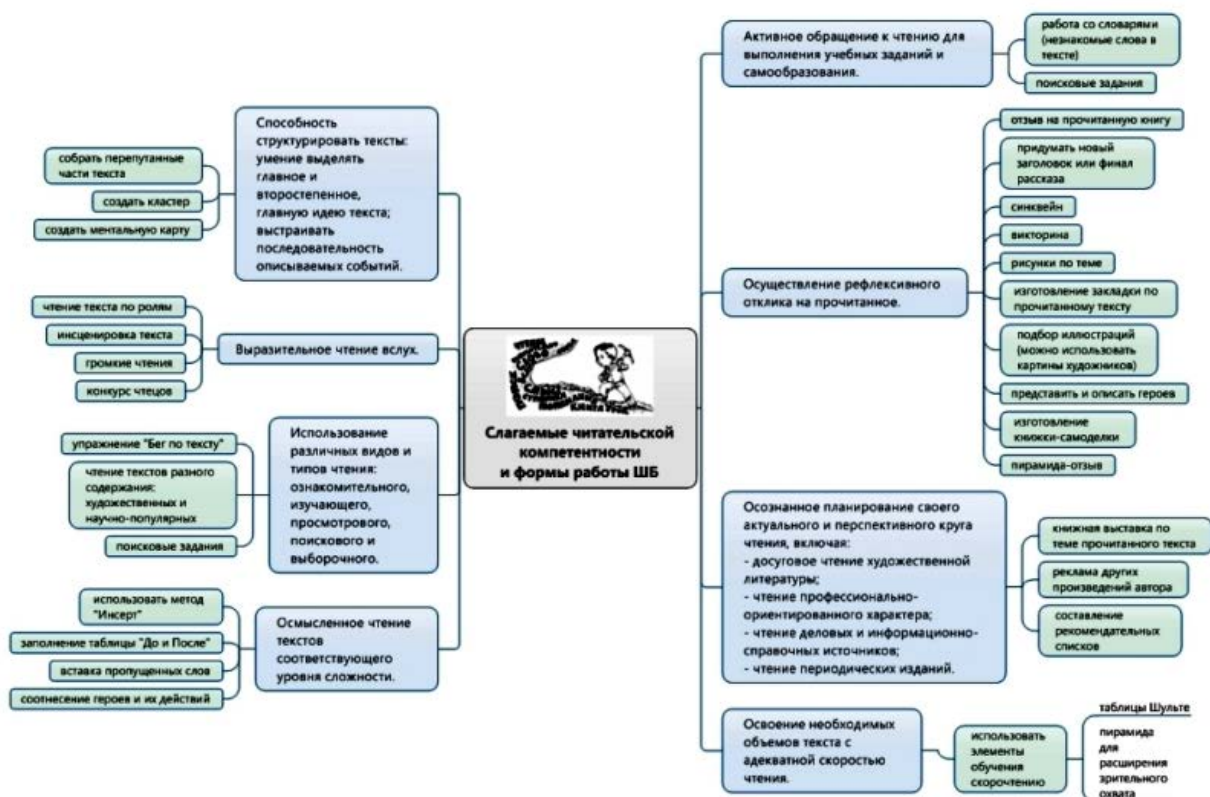 Слагаемые читательской
компетентности
и формы работы ШБ
Способность
структурировать тексты:
умение выделять
главное и
второстепенное,
главную идею текста;
выстраивать
последовательность
описываемых событий.
собрать перепутанные
части текста
создать кластер
создать ментальную карту
Выразительное чтение вслух.
чтение текста по ролям
инсценировка текста
громкие чтения
конкурс чтецов
Использование
различных видов и
типов чтения:
ознакомительного,
изучающего,
просмотрового,
поискового и
выборочного.
упражнение "Бег по тексту"
чтение текстов разного
содержания:
художественных и
научно-популярных
поисковые задания
Осмысленное чтение
текстов
соответствующего
уровня сложности.
использовать метод
"Инсерт"
заполнение таблицы "До и После"
вставка пропущенных слов
соотнесение героев и их действий
Активное обращение к чтению для
выполнения учебных заданий и
самообразования.
работа со словарями
(незнакомые слова в
тексте)
поисковые задания
Осуществление рефлексивного
отклика на прочитанное.
отзыв на прочитанную книгу
придумать новый
заголовок или финал
рассказа
синквейн
викторина
рисунки по теме
изготовление закладки по
прочитанному тексту
подбор иллюстраций
(можно использовать
картины художников)
представить и описать героев
изготовление
книжки-самоделки
пирамида-отзыв
Осознанное планирование своего
актуального и перспективного круга
чтения, включая:
- досуговое чтение художественной
литературы;
- чтение профессионально-
ориентированного характера;
- чтение деловых и информационно-
справочных источников;
- чтение периодических изданий.
книжная выставка по
теме прочитанного текста
реклама других
произведений автора
составление
рекомендательных
списков
Освоение необходимых
объемов текста с
адекватной скоростью
чтения.
использовать
элементы
обучения
скорочтению
таблицы Шульте
пирамида
для
расширения
зрительного
охвата